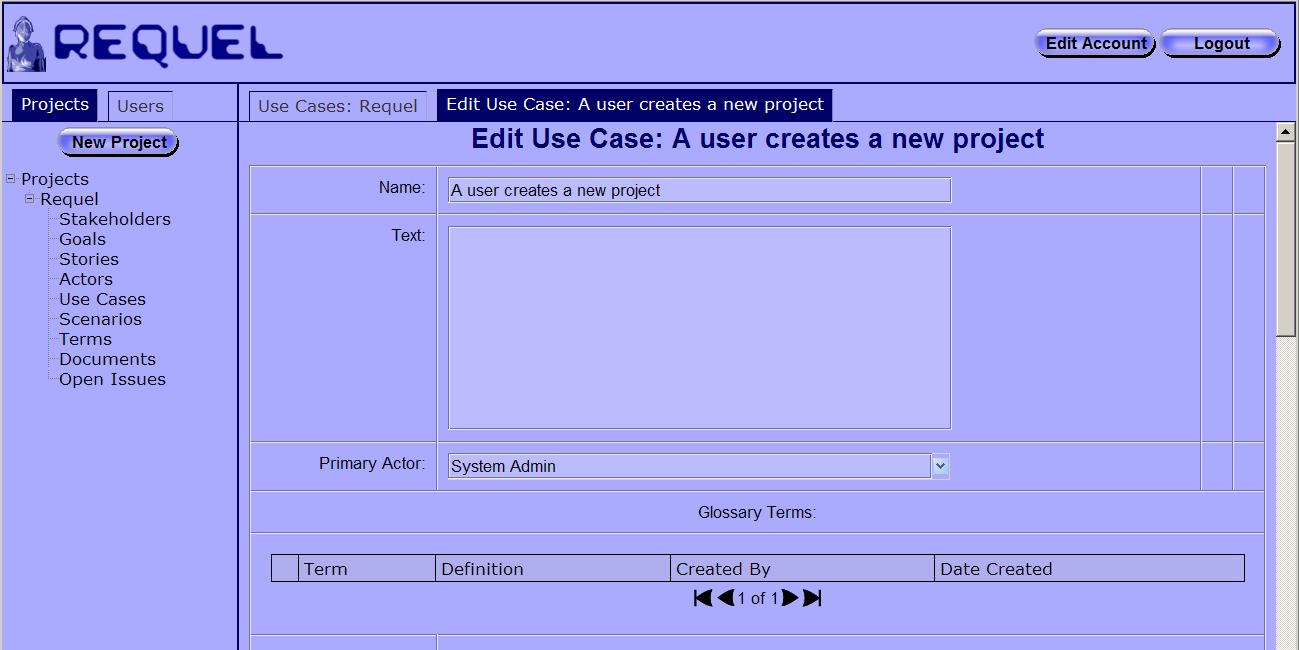 REQUEL
Edit Account Logout
Projects Users Use Cases: Requel Edit Use Case: A user creates a new project
New Project
Edit Use Case: A user creates a new project
Projects
Requel
Stakeholders
Goals
Stories
Actors
Use Cases
Scenarios
Terms
Documents
Open Issues
Name: A user creates a new project
Text:
Primary Actor: System Admin
Glossary Terms:
Term Definition Created By Date Created
1 of 1